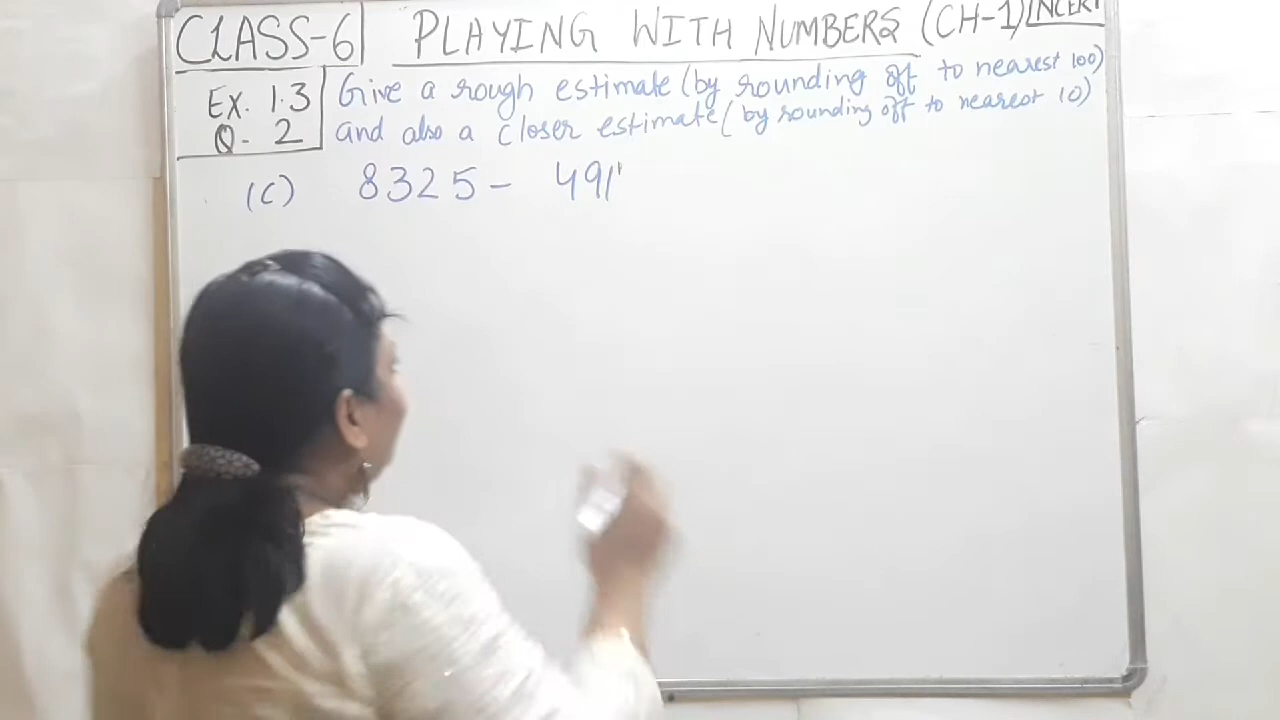 CLASS-6 PLAYING WITH NUMBERS (CH-1) NCERT
Ex. 1.3 Give a rough estimate (by rounding off to nearest 100)
Q. 2 and also a closer estimate (by rounding off to nearest 10)
(C) 8325 - 491